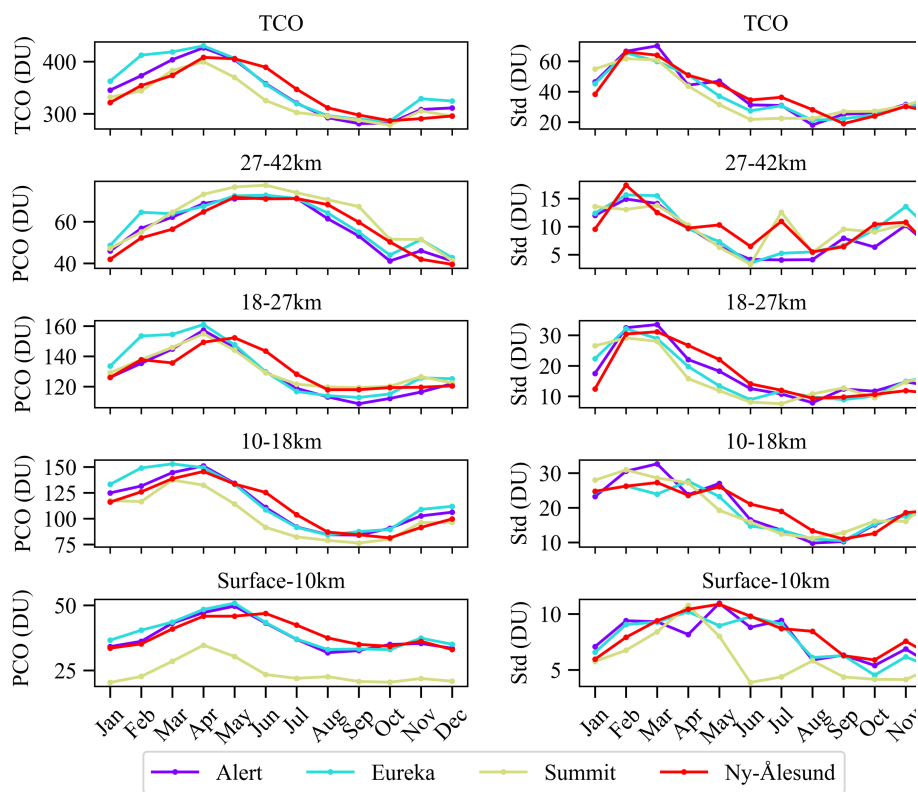 TCO
TCO (DU)
400
300
TCO
Std (DU)
60
40
20
27-42km
PCO (DU)
60
40
27-42km
Std (DU)
15
10
5
18-27km
PCO (DU)
160
140
120
18-27km
Std (DU)
30
20
10
10-18km
PCO (DU)
150
125
100
75
10-18km
Std (DU)
30
20
10
Surface-10km
PCO (DU)
50
25
Surface-10km
Std (DU)
10
5
Jan Feb Mar Apr May Jun Jul Aug Sep Oct Nov Dec
Jan Feb Mar Apr May Jun Jul Aug Sep Oct Nov
Alert Eureka Summit Ny-Ålesund